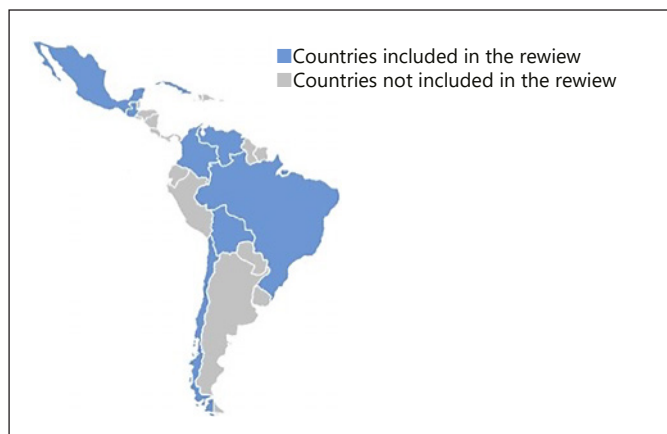 Countries included in the rewiew
Countries not included in the rewiew